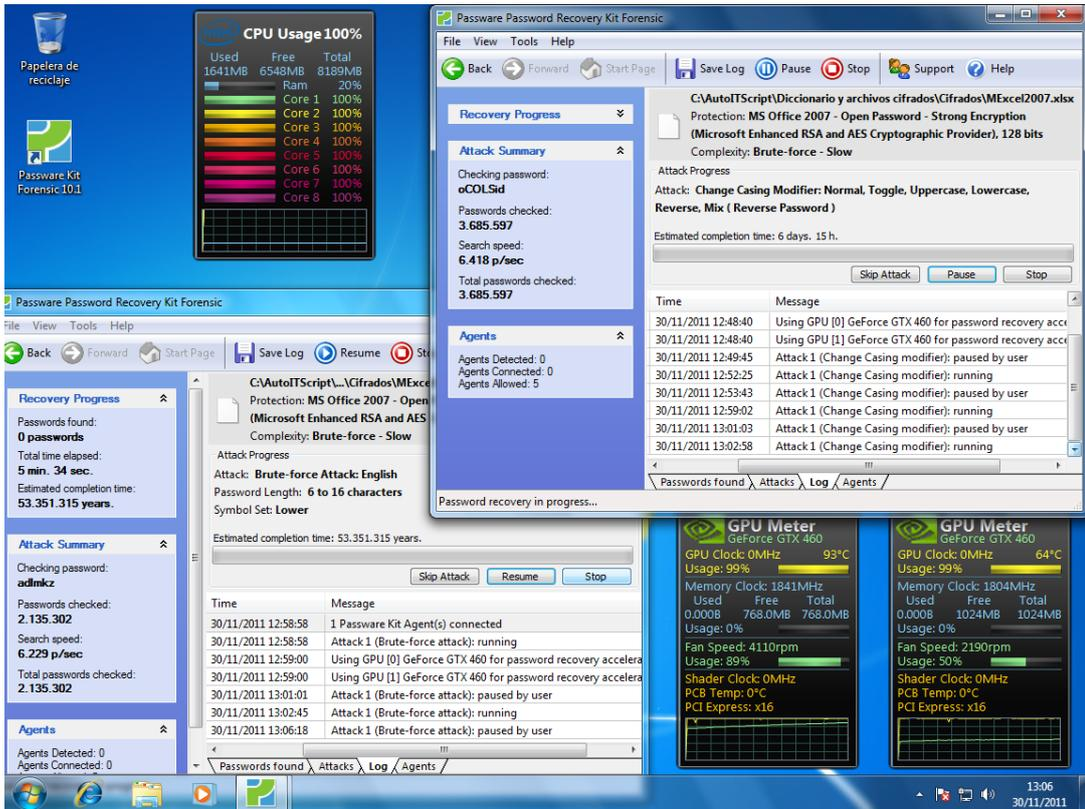 Papelera de
reciclaje
Passware Kit
Forensic 10.1
intel
CPU Usage 100%
Used Free Total
1641MB 6548MB 8189MB
Ram 20%
Core 1 100%
Core 2 100%
Core 3 100%
Core 4 100%
Core 5 100%
Core 6 100%
Core 7 100%
Core 8 100%
Passware Password Recovery Kit Forensic
File View Tools Help
Back Forward Start Page Save Log Pause Stop Support Help
Recovery Progress
Attack Summary
Checking password:
oCOLSid
Passwords checked:
3.685.597
Search speed:
6.418 p/sec
Total passwords checked:
3.685.597
Agents
Agents Detected: 0
Agents Connected: 0
Agents Allowed: 5
C:\AutoITScript\Diccionario y archivos cifrados\Cifrados\MExcel2007.xlsx
Protection: MS Office 2007 - Open Password - Strong Encryption
(Microsoft Enhanced RSA and AES Cryptographic Provider), 128 bits
Complexity: Brute-force - Slow
Attack Progress
Attack: Change Casing Modifier: Normal, Toggle, Uppercase, Lowercase,
Reverse, Mix ( Reverse Password )
Estimated completion time: 6 days. 15 h.
Skip Attack Pause Stop
Time Message
30/11/2011 12:48:40 Using GPU [0] GeForce GTX 460 for password recovery acce
30/11/2011 12:48:40 Using GPU [1] GeForce GTX 460 for password recovery acce
30/11/2011 12:49:45 Attack 1 (Change Casing modifier): paused by user
30/11/2011 12:52:25 Attack 1 (Change Casing modifier): running
30/11/2011 12:53:43 Attack 1 (Change Casing modifier): paused by user
30/11/2011 12:59:02 Attack 1 (Change Casing modifier): running
30/11/2011 13:01:03 Attack 1 (Change Casing modifier): paused by user
30/11/2011 13:02:58 Attack 1 (Change Casing modifier): running
Passwords found Attacks Log Agents
Password recovery in progress...
Passware Password Recovery Kit Forensic
File View Tools Help
Back Forward Start Page Save Log Resume Sto
Recovery Progress
Passwords found:
0 passwords
Total time elapsed:
5 min. 34 sec.
Estimated completion time:
53.351.315 years.
Attack Summary
Checking password:
adlmkz
Passwords checked:
2.135.302
Search speed:
6.229 p/sec
Total passwords checked:
2.135.302
Agents
Agents Detected: 0
Agents Connected: 0
C:\AutoITScript\...\Cifrados\MExcel
Protection: MS Office 2007 - Open
(Microsoft Enhanced RSA and AES
Complexity: Brute-force - Slow
Attack Progress
Attack: Brute-force Attack: English
Password Length: 6 to 16 characters
Symbol Set: Lower
Estimated completion time: 53.351.315 years.
Skip Attack Resume Stop
Time Message
30/11/2011 12:58:58 1 Passware Kit Agent(s) connected
30/11/2011 12:58:58 Attack 1 (Brute-force attack): running
30/11/2011 12:59:00 Using GPU [0] GeForce GTX 460 for password recovery accelera
30/11/2011 12:59:00 Using GPU [1] GeForce GTX 460 for password recovery accelera
30/11/2011 13:01:01 Attack 1 (Brute-force attack): paused by user
30/11/2011 13:02:45 Attack 1 (Brute-force attack): running
30/11/2011 13:06:18 Attack 1 (Brute-force attack): paused by user
Passwords found Attacks Log Agents
GPU Meter
GeForce GTX 460
GPU Clock: 0MHz 93°C
Usage: 99%
Memory Clock: 1841MHz
Used Free Total
0.000B 768.0MB 768.0MB
Usage: 0%
Fan Speed: 4110rpm
Usage: 89%
Shader Clock: 0MHz
PCB Temp: 0°C
PCI Express: x16
GPU Meter
GeForce GTX 460
GPU Clock: 0MHz 64°C
Usage: 99%
Memory Clock: 1804MHz
Used Free Total
0.000B 1024MB 1024MB
Usage: 0%
Fan Speed: 2190rpm
Usage: 50%
Shader Clock: 0MHz
PCB Temp: 0°C
PCI Express: x16
13:06
30/11/2011